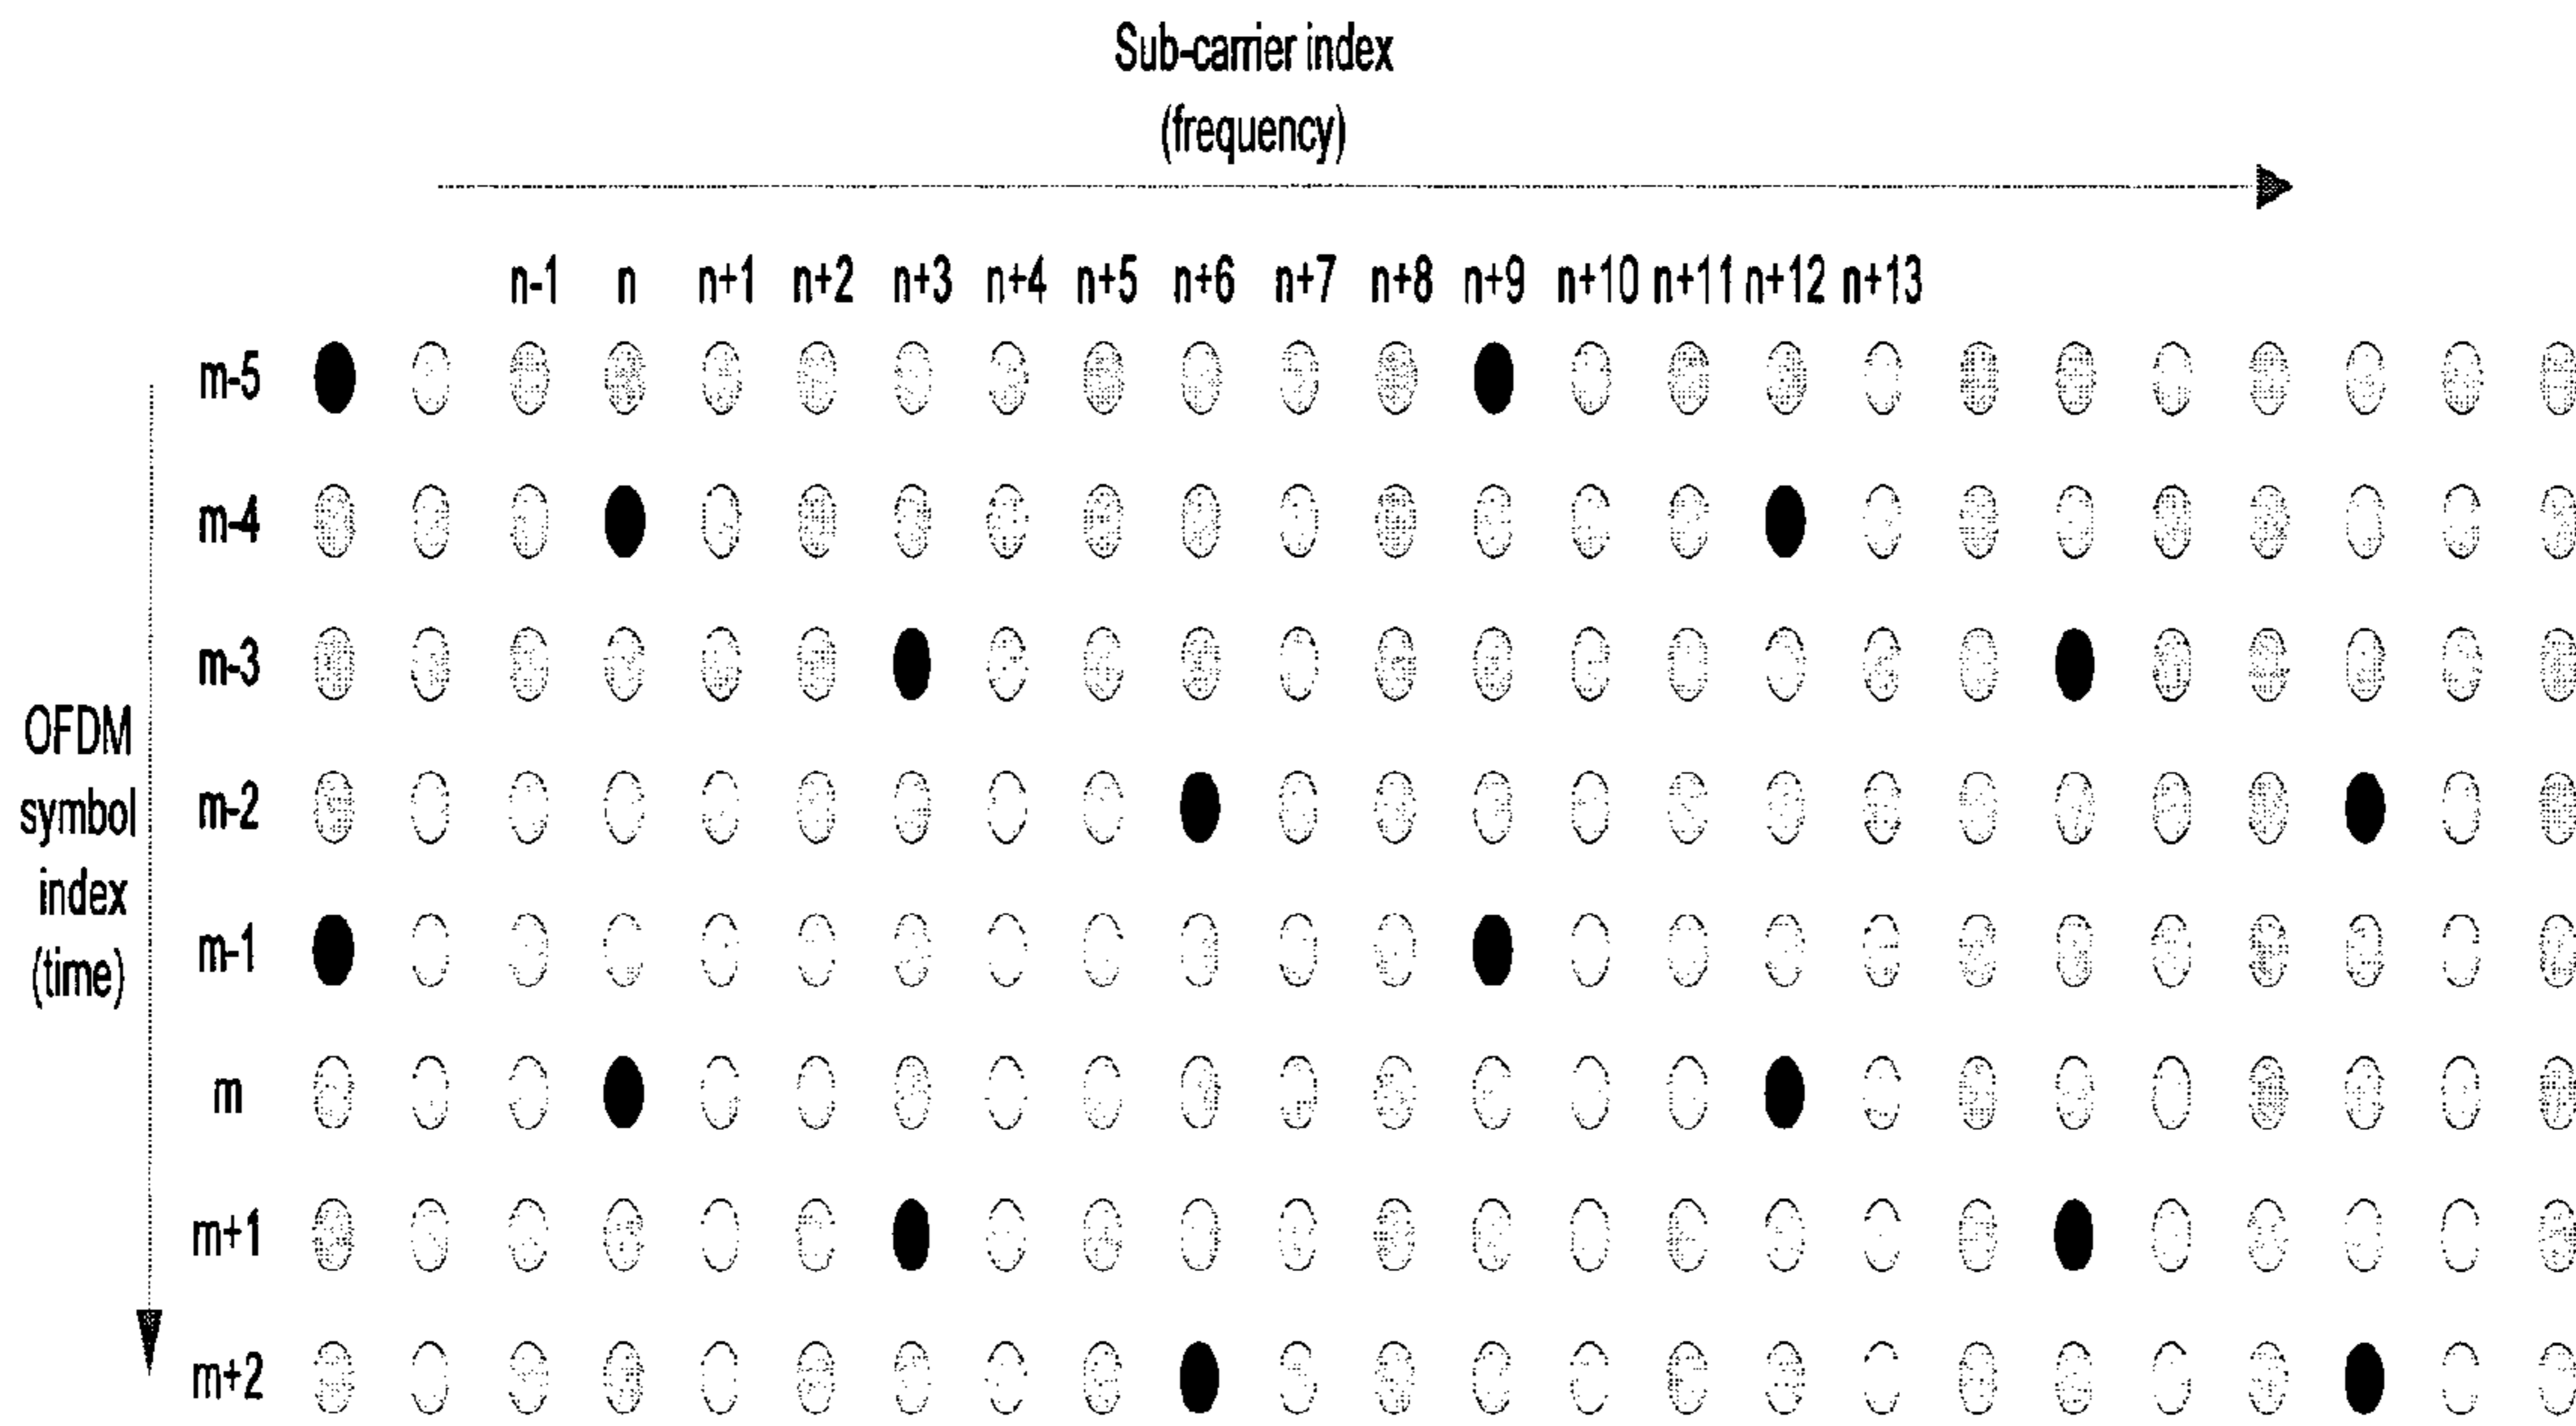 Sub-carrier index
(frequency)
n-1 n n+1 n+2 n+3 n+4 n+5 n+6 n+7 n+8 n+9 n+10 n+11 n+12 n+13
m-5
m-4
m-3
m-2
m-1
m
m+1
m+2
OFDM
symbol
index
(time)